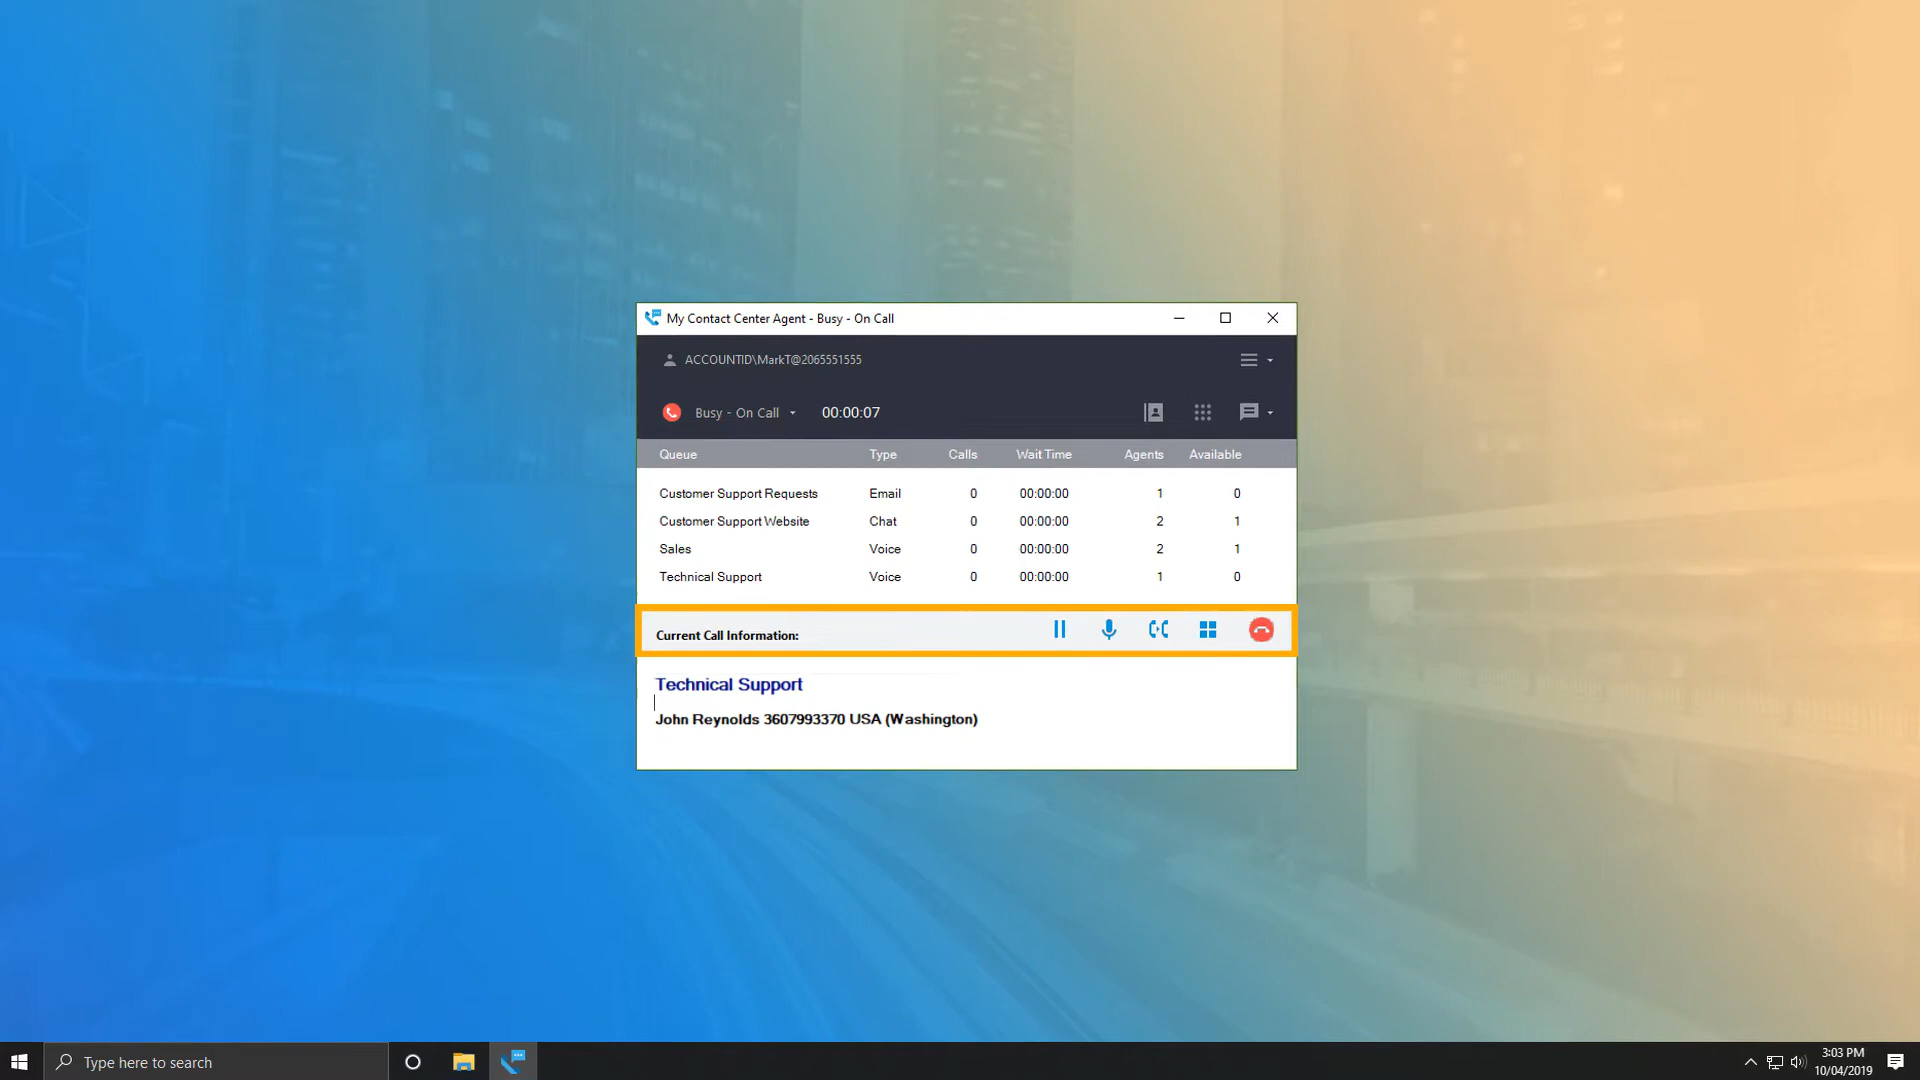 My Contact Center Agent - Busy - On Call
ACCOUNTID\MarkT@2065551555
Busy - On Call 00:00:07
Queue Type Calls Wait Time Agents Available
Customer Support Requests Email 0 00:00:00 1 0
Customer Support Website Chat 0 00:00:00 2 1
Sales Voice 0 00:00:00 2 1
Technical Support Voice 0 00:00:00 1 0
Current Call Information:
Technical Support
John Reynolds 3607993370 USA (Washington)
Type here to search
3:03 PM
10/04/2019